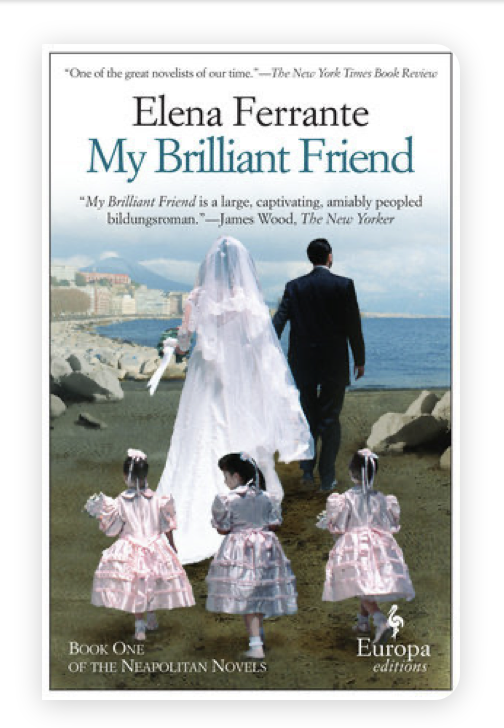 “One of the great novelists of our time.”—The New York Times Book Review
Elena Ferrante
My Brilliant Friend
“My Brilliant Friend is a large, captivating, amiably peopled
bildungsroman.”—James Wood, The New Yorker
Book One
of the Neapolitan Novels
Europa
editions